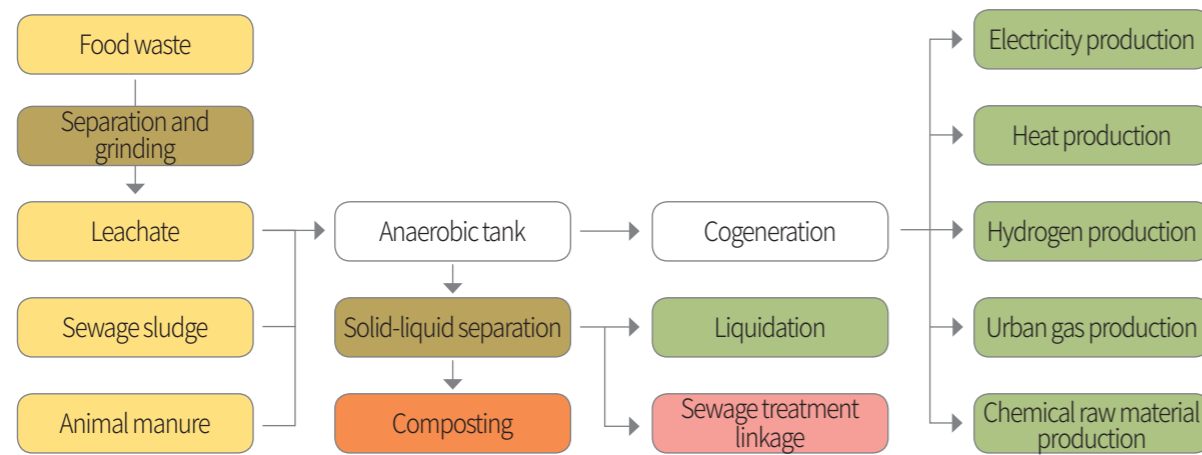 Food waste
Separation and
grinding
Leachate
Sewage sludge
Animal manure
Anaerobic tank
Solid-liquid separation
Composting
Cogeneration
Liquidation
Sewage treatment
linkage
Electricity production
Heat production
Hydrogen production
Urban gas production
Chemical raw material
production